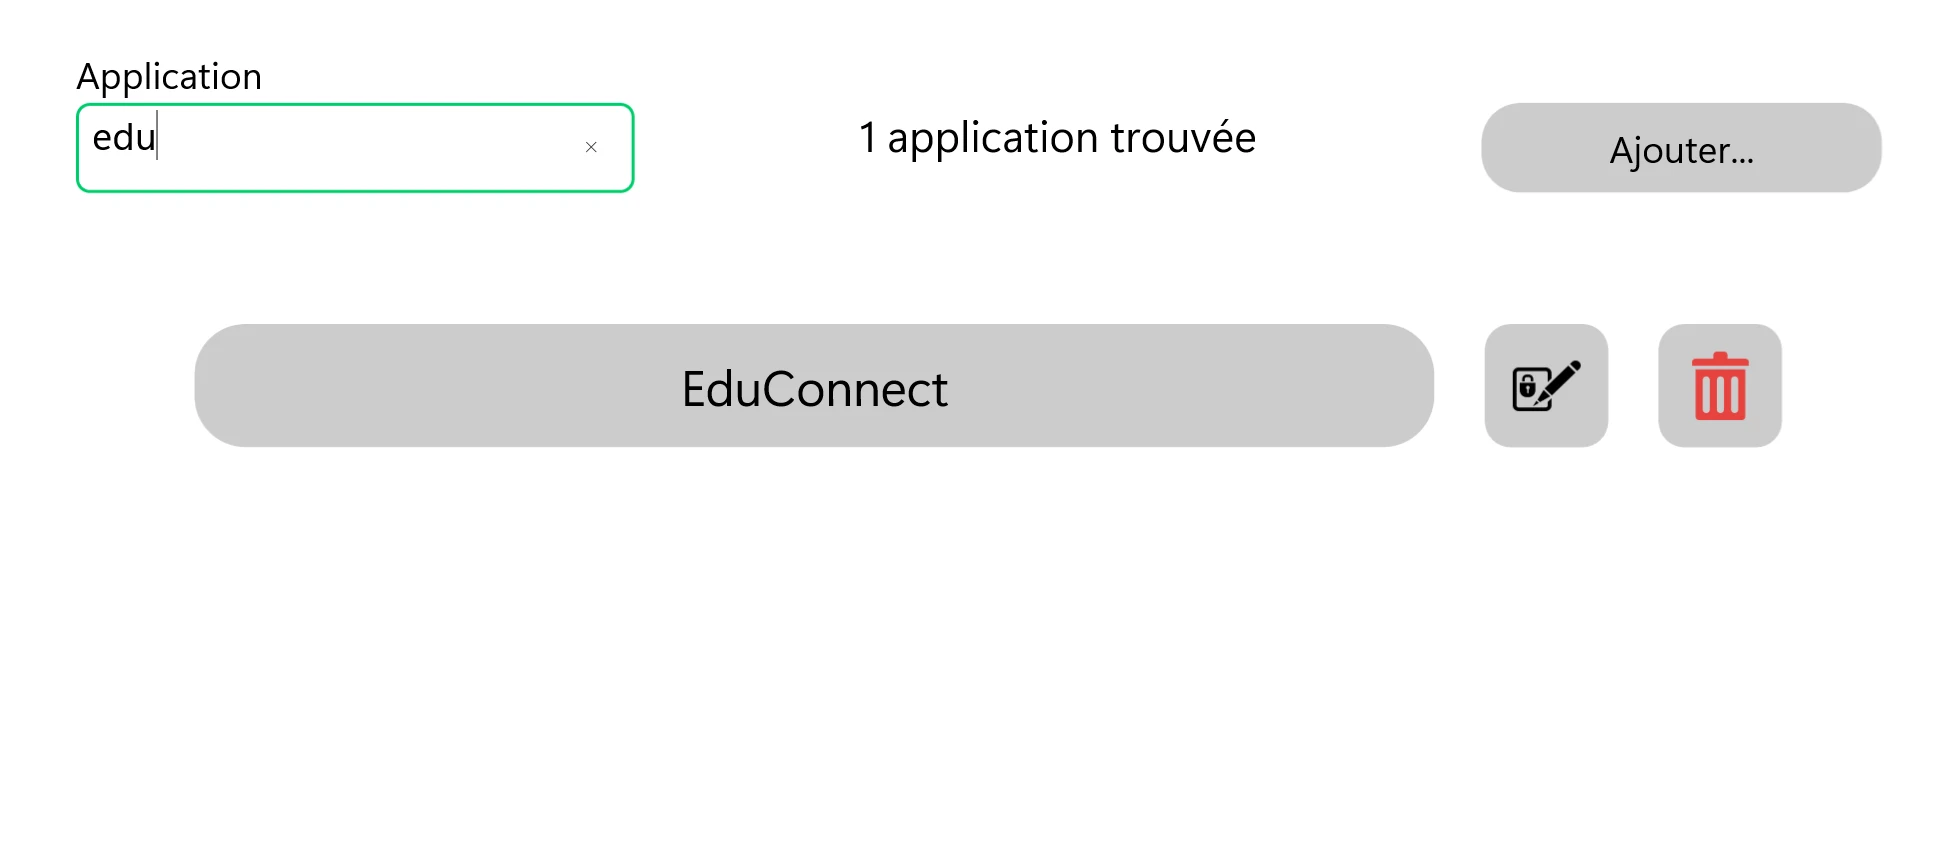 Application
edu
1 application trouvée
Ajouter...
EduConnect